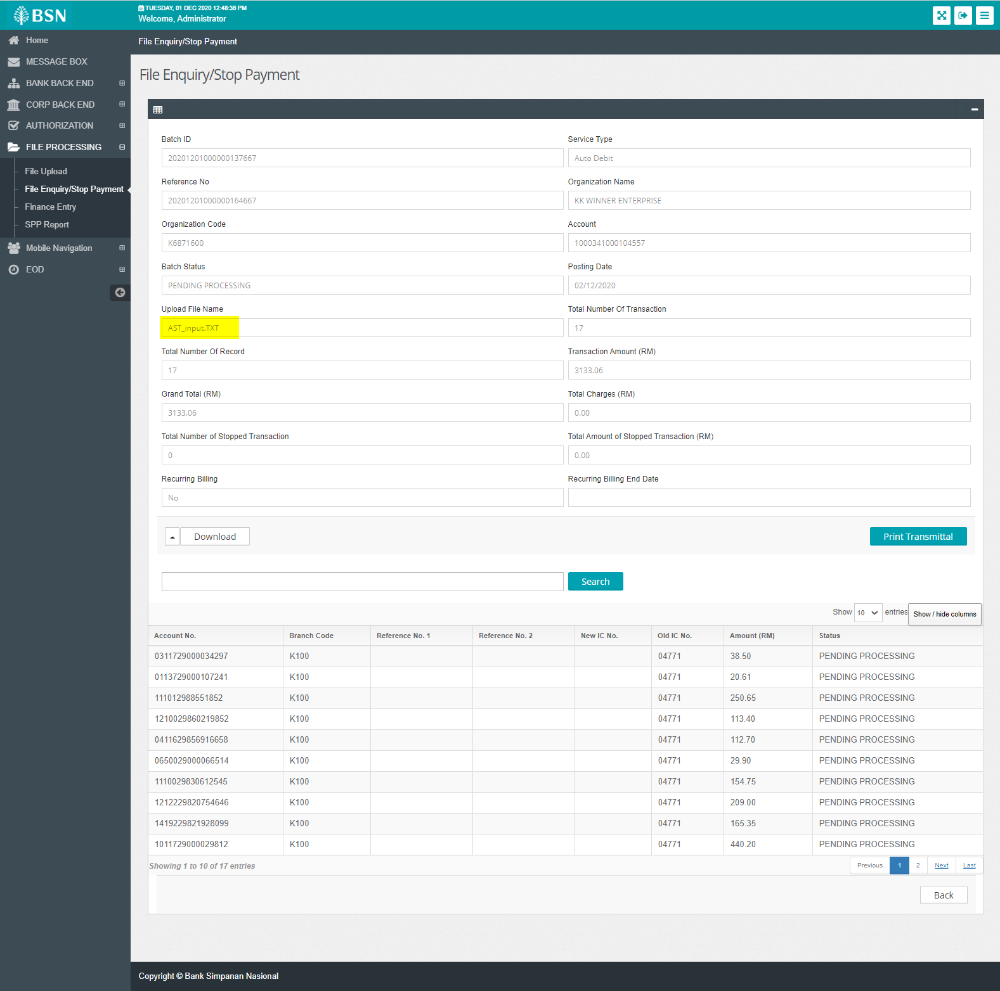 BSN
TUESDAY, 01 DEC 2020 12:48:36 PM
Welcome, Administrator
Home
MESSAGE BOX
BANK BACK END
CORP BACK END
AUTHORIZATION
FILE PROCESSING
File Upload
File Enquiry/Stop Payment
Finance Entry
SPP Report
Mobile Navigation
EOD
File Enquiry/Stop Payment
File Enquiry/Stop Payment
Batch ID Service Type
20201201000000137667 Auto Debit
Reference No Organization Name
20201201000000164667 KK WINNER ENTERPRISE
Organization Code Account
K6871600 1000341000104557
Batch Status Posting Date
PENDING PROCESSING 02/12/2020
Upload File Name Total Number Of Transaction
AST_input.TXT 17
Total Number Of Record Transaction Amount (RM)
17 3133.06
Grand Total (RM) Total Charges (RM)
3133.06 0.00
Total Number of Stopped Transaction Total Amount of Stopped Transaction (RM)
0 0.00
Recurring Billing Recurring Billing End Date
No
Download Print Transmittal
Search
Show 10 entries Show / hide columns
Account No. Branch Code Reference No. 1 Reference No. 2 New IC No. Old IC No. Amount (RM) Status
0311729000034297 K100 04771 38.50 PENDING PROCESSING
0113729000107241 K100 04771 20.61 PENDING PROCESSING
111012988551852 K100 04771 250.65 PENDING PROCESSING
1210029860219852 K100 04771 113.40 PENDING PROCESSING
0411629856916658 K100 04771 112.70 PENDING PROCESSING
0650029000066514 K100 04771 29.90 PENDING PROCESSING
1110029830612545 K100 04771 154.75 PENDING PROCESSING
1212229820754646 K100 04771 209.00 PENDING PROCESSING
1419229821928099 K100 04771 165.35 PENDING PROCESSING
1011729000029812 K100 04771 440.20 PENDING PROCESSING
Showing 1 to 10 of 17 entries Previous 1 2 Next Last
Back
Copyright © Bank Simpanan Nasional